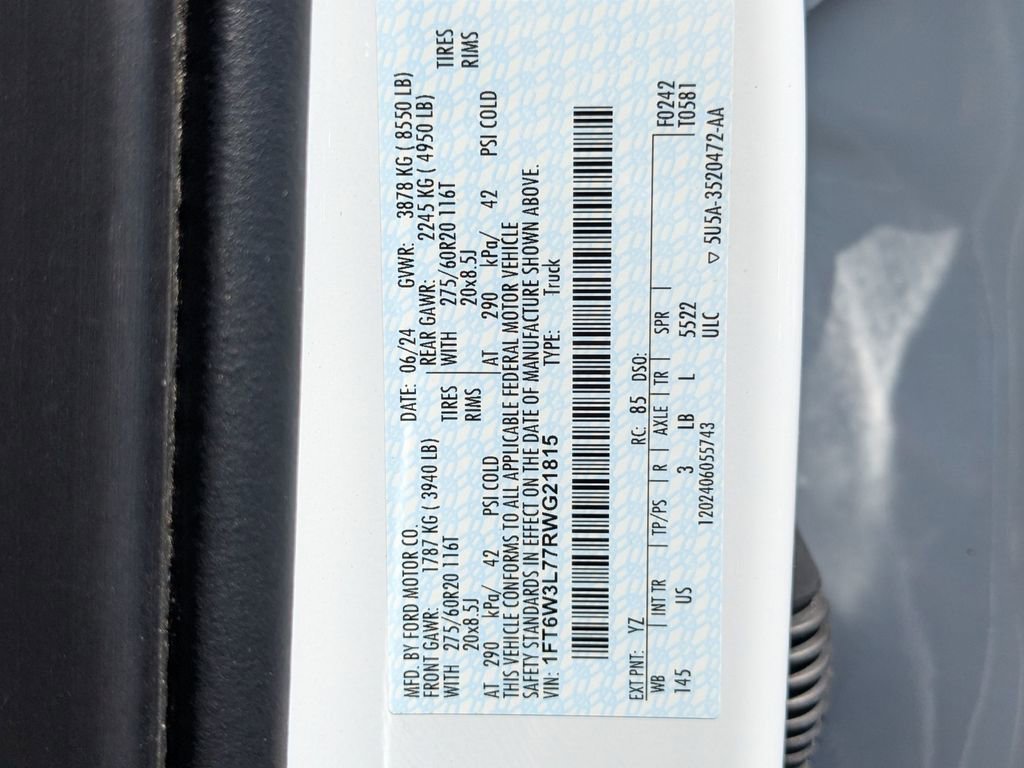 MFD. BY FORD MOTOR CO. DATE: 06/24 GVWR: 3878 KG ( 8550 LB)
FRONT GAWR: 1787 KG ( 3940 LB) REAR GAWR: 2245 KG ( 4950 LB)
WITH 275/60R20 116T TIRES WITH 275/60R20 116T TIRES
20x8.5J RIMS 20x8.5J RIMS
AT 290 kPa/ 42 PSI COLD AT 290 kPa/ 42 PSI COLD
THIS VEHICLE CONFORMS TO ALL APPLICABLE FEDERAL MOTOR VEHICLE
SAFETY STANDARDS IN EFFECT ON THE DATE OF MANUFACTURE SHOWN ABOVE.
VIN: 1FT6W3L77RWG21815 TYPE: Truck
EXT PNT: YZ RC: 85 DSO: F0242
WB INT TR TP/PS R AXLE TR SPR T0581
145 US 3 LB L 5522
1202406055743 ULC ▽ 5U5A-3520472-AA